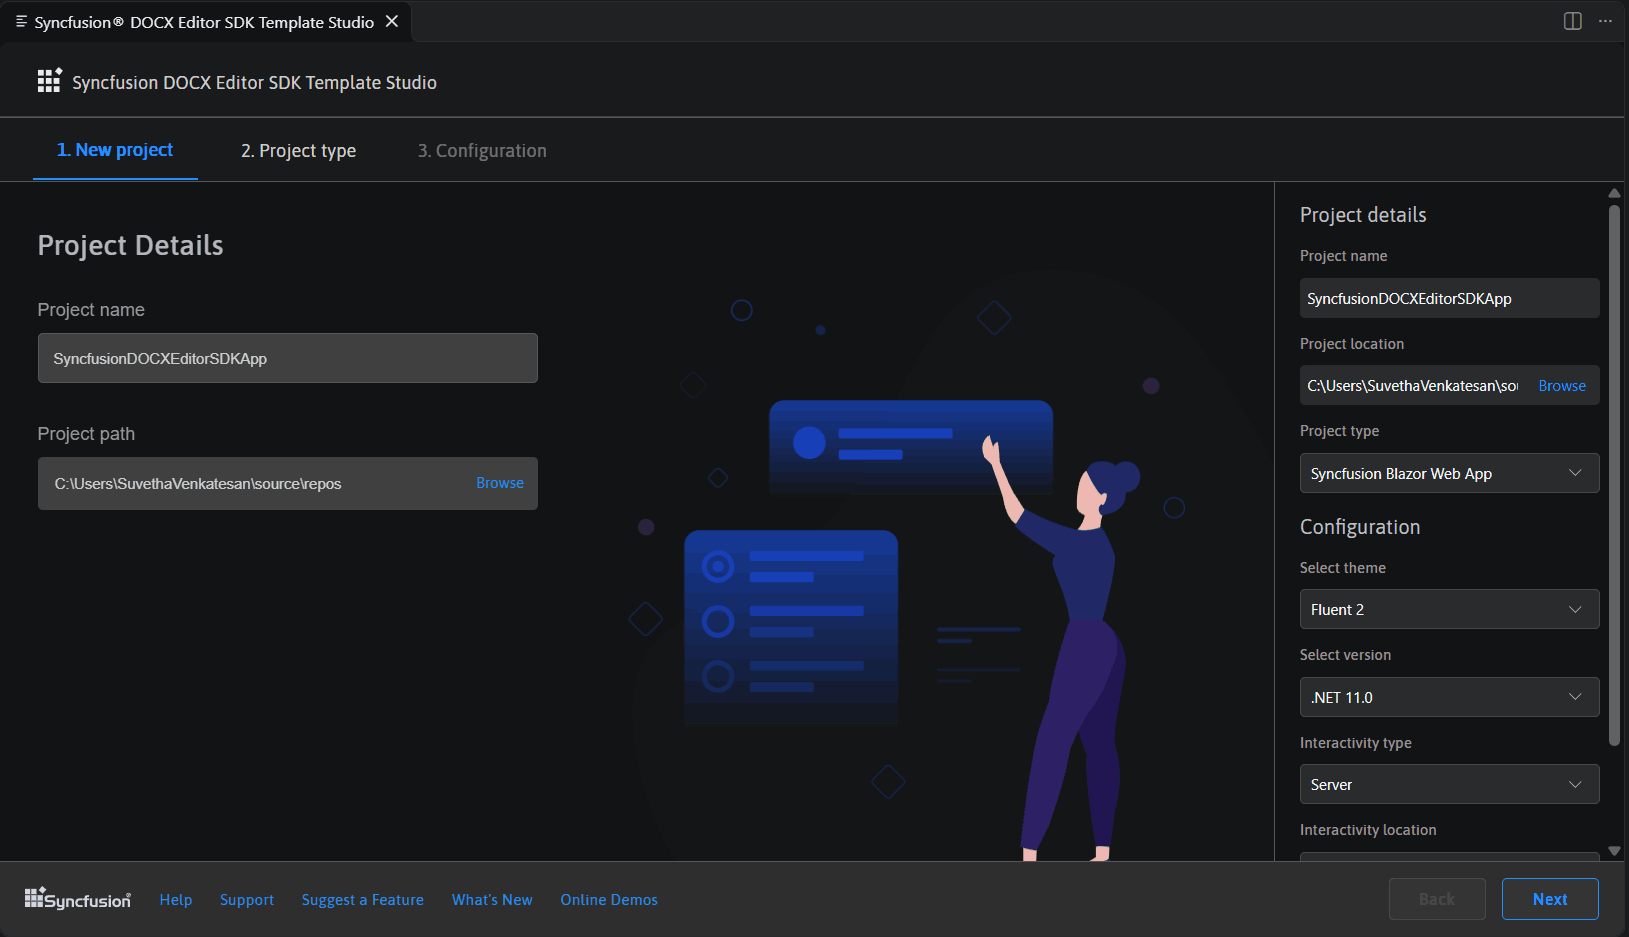 Syncfusion® DOCX Editor SDK Template Studio
Syncfusion DOCX Editor SDK Template Studio
1. New project
2. Project type
3. Configuration
Project Details
Project name
SyncfusionDOCXEditorSDKApp
Project path
C:\Users\SuvethaVenkatesan\source\repos
Browse
Project details
Project name
SyncfusionDOCXEditorSDKApp
Project location
C:\Users\SuvethaVenkatesan\sou
Browse
Project type
Syncfusion Blazor Web App
Configuration
Select theme
Fluent 2
Select version
.NET 11.0
Interactivity type
Server
Interactivity location
Syncfusion®
Help
Support
Suggest a Feature
What's New
Online Demos
Back
Next